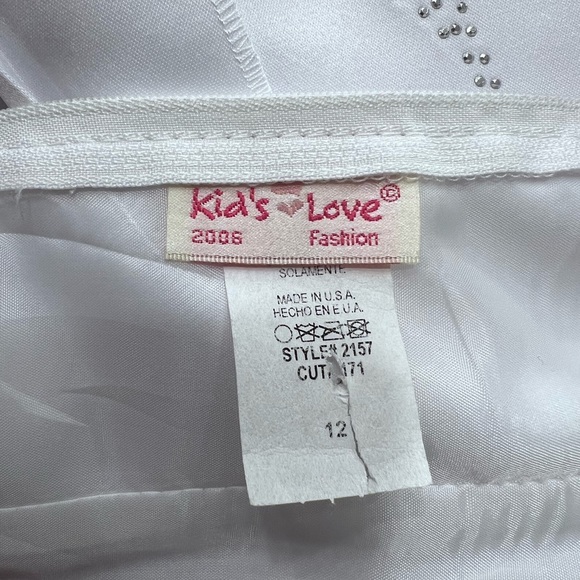 Kid's Love ©
2006 Fashion
SOLAMENTE
MADE IN U.S.A.
HECHO EN E.U.A.
STYLE# 2157
12